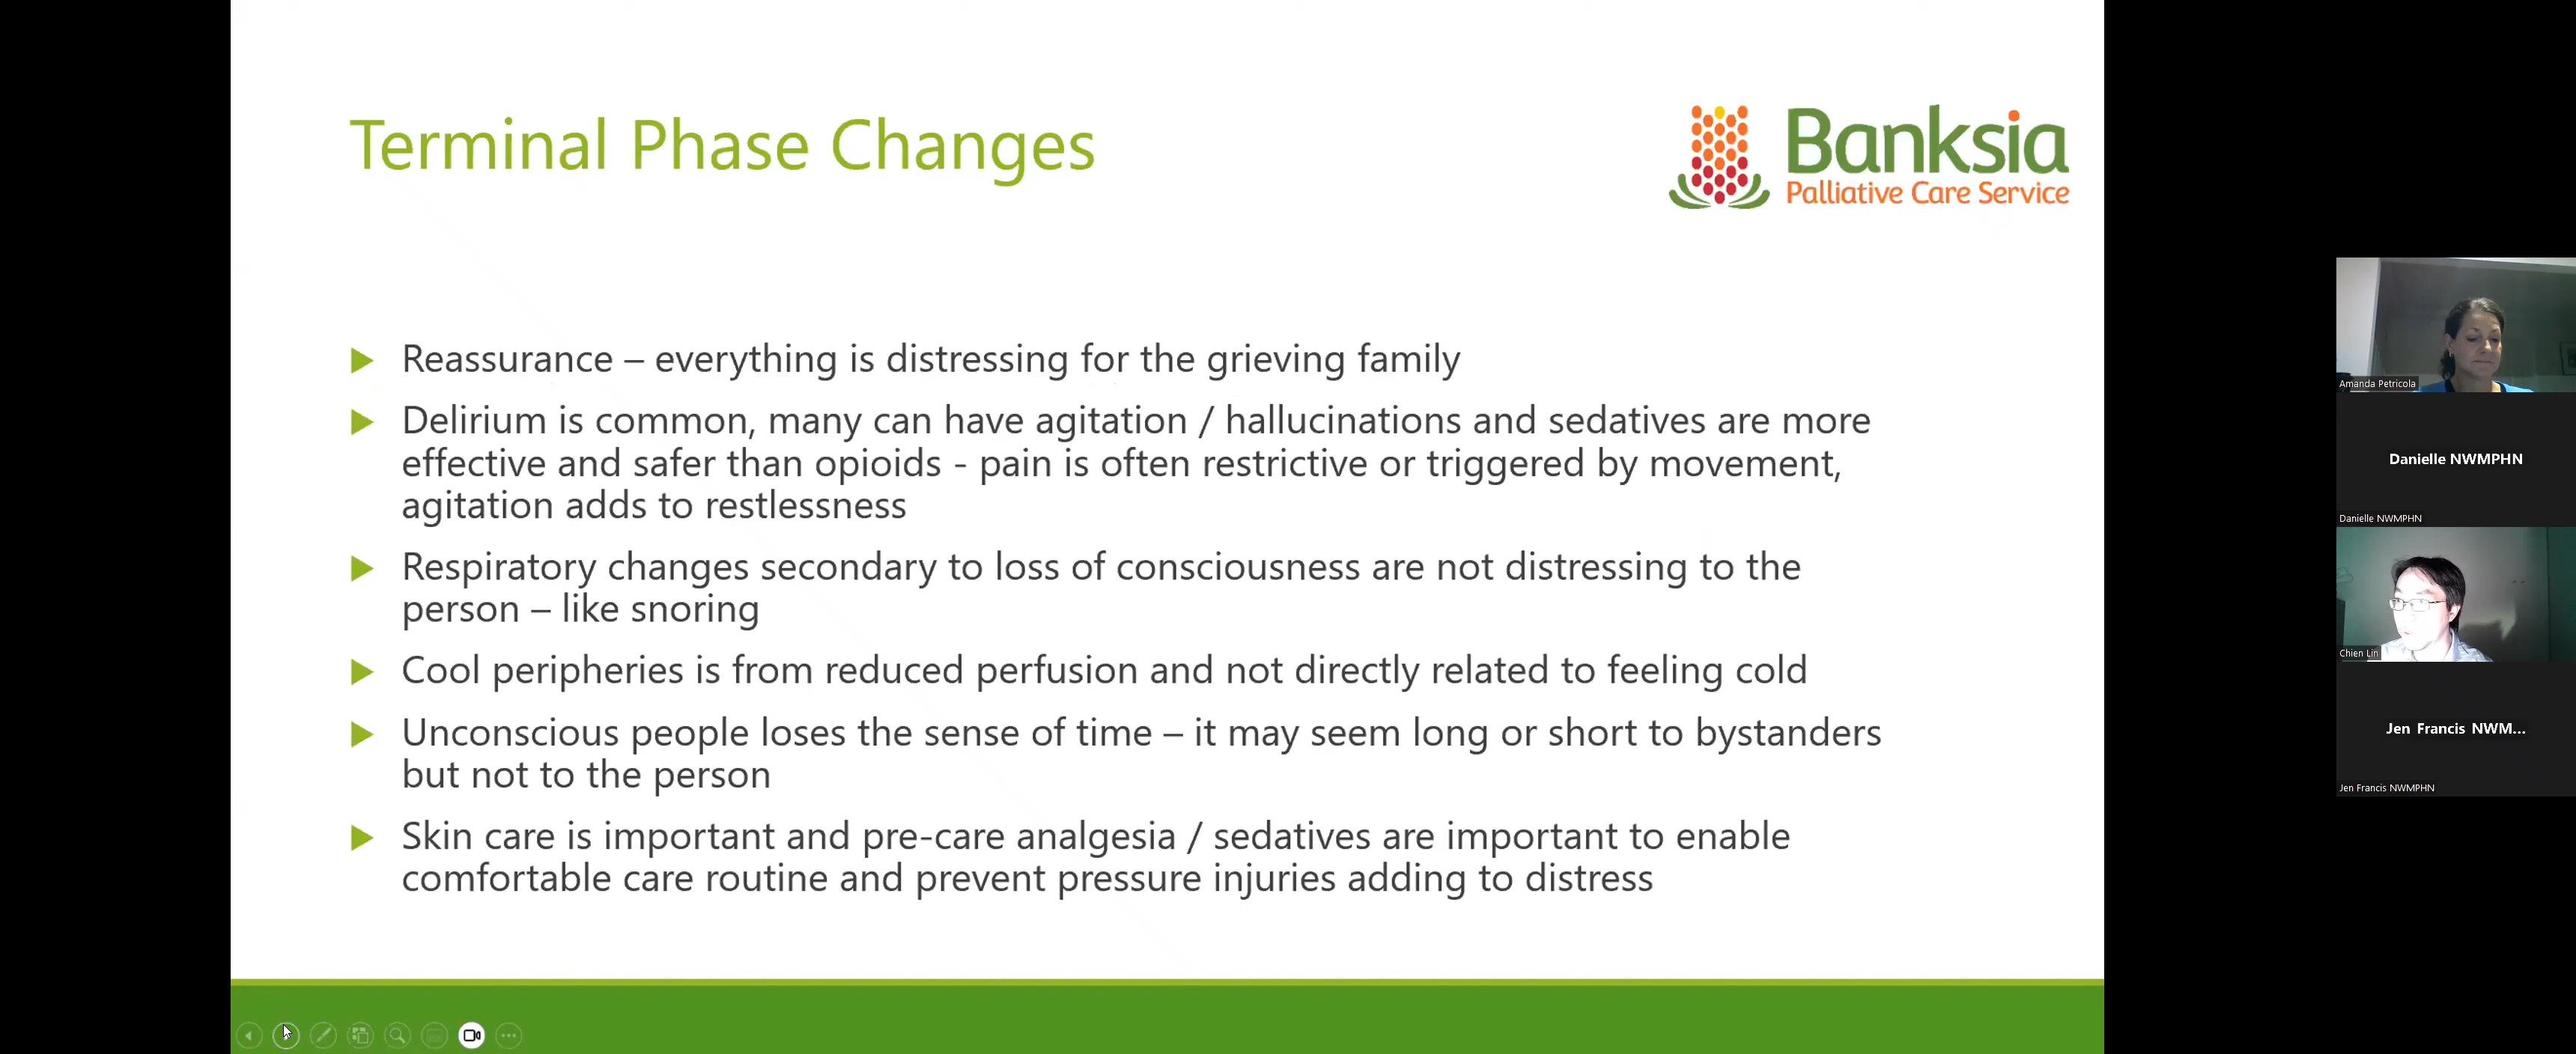 Terminal Phase Changes
Banksia
Palliative Care Service
Reassurance – everything is distressing for the grieving family
Delirium is common, many can have agitation / hallucinations and sedatives are more
effective and safer than opioids - pain is often restrictive or triggered by movement,
agitation adds to restlessness
Respiratory changes secondary to loss of consciousness are not distressing to the
person – like snoring
Cool peripheries is from reduced perfusion and not directly related to feeling cold
Unconscious people loses the sense of time – it may seem long or short to bystanders
but not to the person
Skin care is important and pre-care analgesia / sedatives are important to enable
comfortable care routine and prevent pressure injuries adding to distress
Amanda Petricola
Danielle NWMPHN
Danielle NWMPHN
Chien Lin
Jen Francis NWM...
Jen Francis NWMPHN